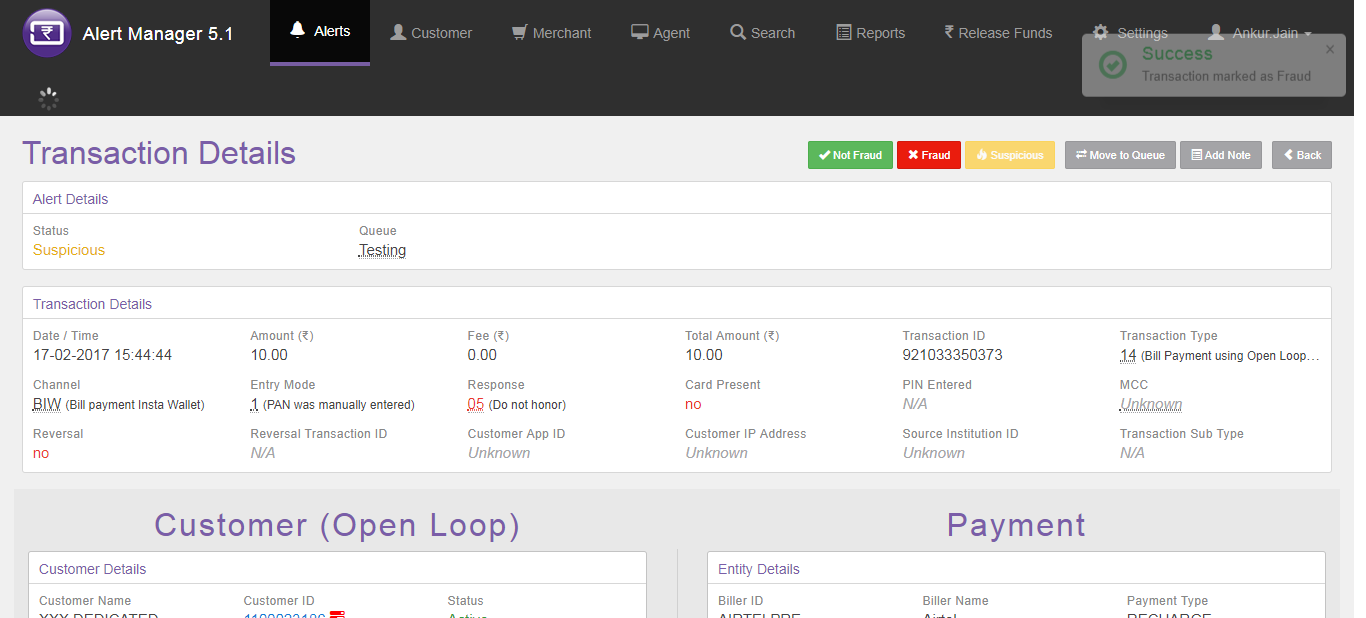 Alert Manager 5.1 Alerts Customer Merchant Agent Search Reports ₹ Release Funds Settings Ankur.Jain
Success ×
Transaction marked as Fraud
Transaction Details Not Fraud Fraud Suspicious Move to Queue Add Note Back
Alert Details
Status Queue
Suspicious Testing
Transaction Details
Date / Time Amount (₹) Fee (₹) Total Amount (₹) Transaction ID Transaction Type
17-02-2017 15:44:44 10.00 0.00 10.00 921033350373 14 (Bill Payment using Open Loop...
Channel Entry Mode Response Card Present PIN Entered MCC
BIW (Bill payment Insta Wallet) 1 (PAN was manually entered) 05 (Do not honor) no N/A Unknown
Reversal Reversal Transaction ID Customer App ID Customer IP Address Source Institution ID Transaction Sub Type
no N/A Unknown Unknown Unknown N/A
Customer (Open Loop) Payment
Customer Details Entity Details
Customer Name Customer ID Status Biller ID Biller Name Payment Type
XXX DEDICATED Active Airtel RECHARGE